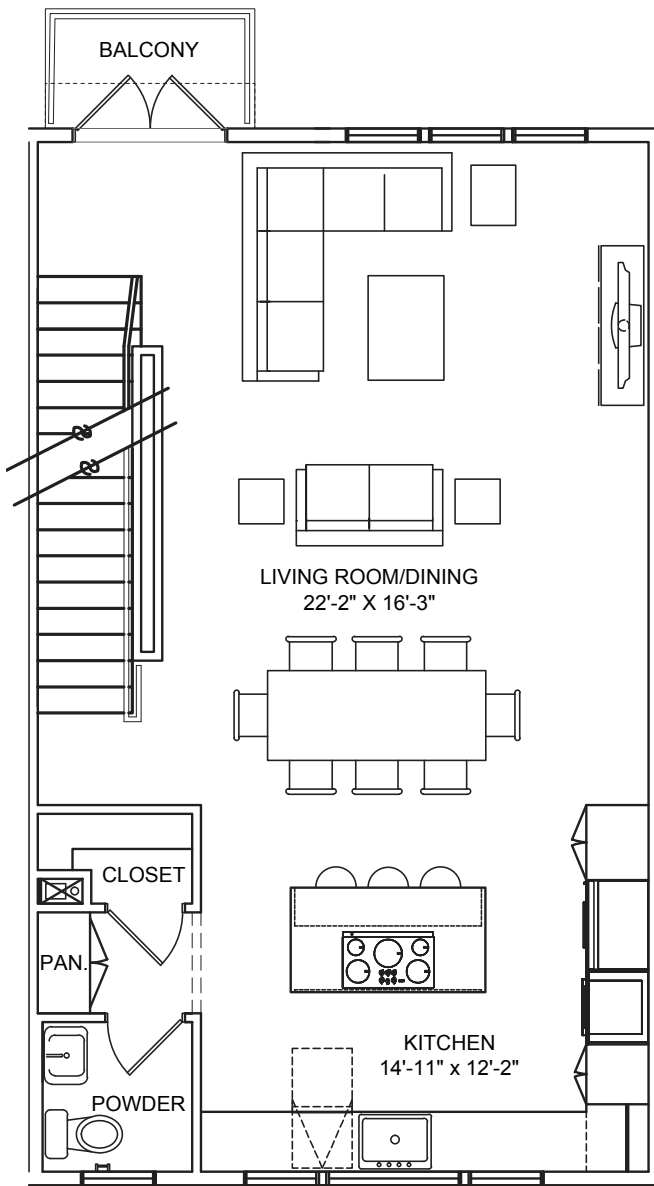 BALCONY
LIVING ROOM/DINING
22'-2" X 16'-3"
CLOSET
PAN.
KITCHEN
14'-11" x 12'-2"
POWDER